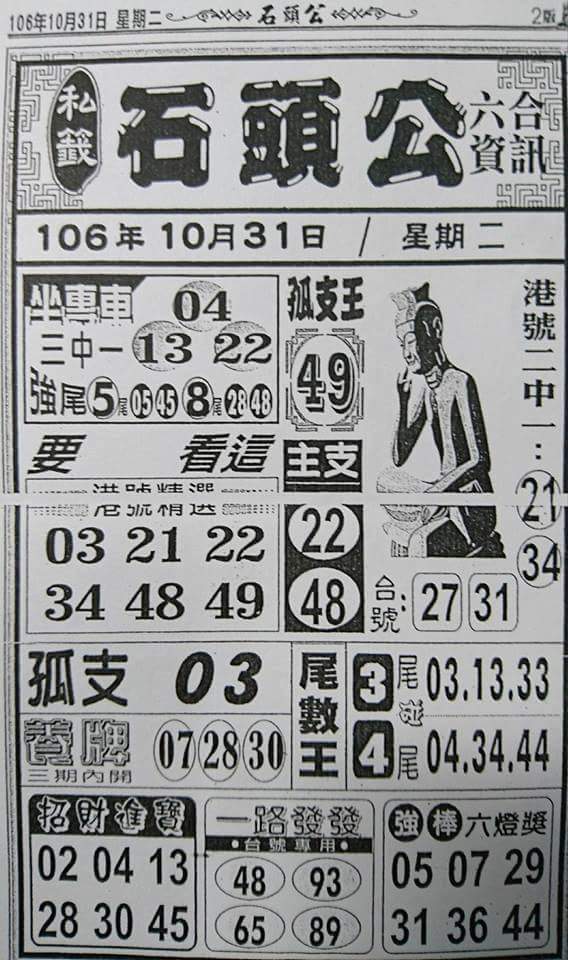 106年10月31日 星期二
石頭公
2版
私籤
石頭公
六合資訊
106年10月31日 / 星期二
坐專車
三中一
04
13 22
強尾 5尾 05 45 8尾 28 48
孤支王
49
港號二中一：
21
34
要看這
港號精選
03 21 22
34 48 49
主支
22
48
台號：
27 31
孤支 03
養牌
三期內開
07 28 30
尾數王
3尾 03.13.33
碰
4尾 04.34.44
招財進寶
02 04 13
28 30 45
一路發發
•台號專用•
48 93
65 89
強棒六燈獎
05 07 29
31 36 44